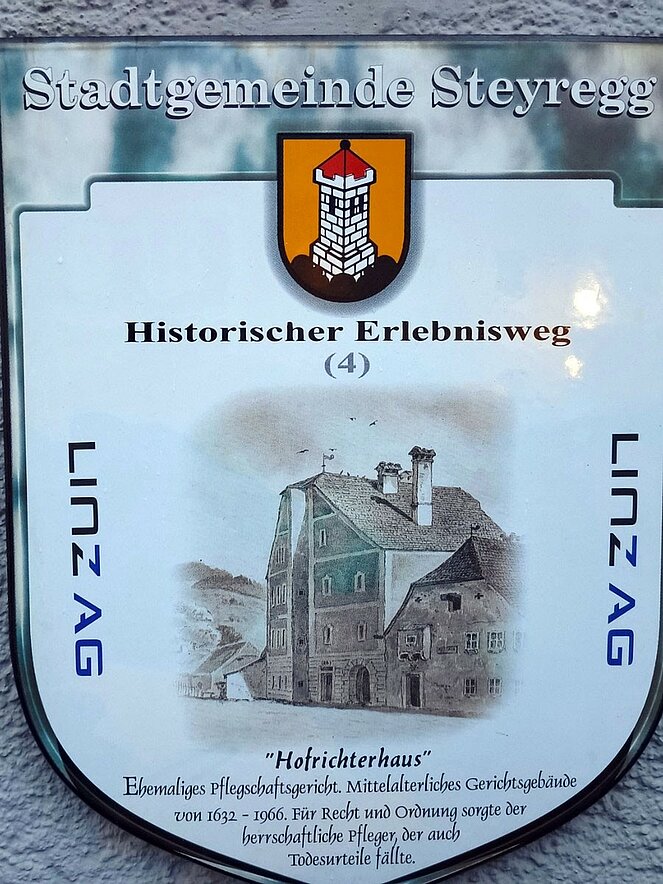 Stadtgemeinde Steyregg
Historischer Erlebnisweg
(4)
LINZ AG
LINZ AG
"Hofrichterhaus"
Ehemaliges Pflegschaftsgericht. Mittelalterliches Gerichtsgebäude
von 1632 - 1966. Für Recht und Ordnung sorgte der
herrschaftliche Pfleger, der auch
Todesurteile fällte.